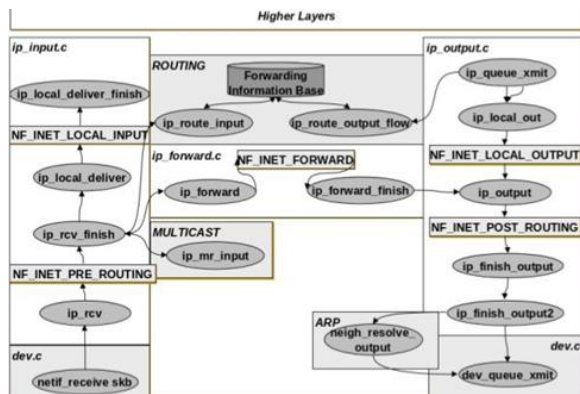 Higher Layers
ip_input.c
ip_local_deliver_finish
NF_INET_LOCAL_INPUT
ip_local_deliver
ip_rcv_finish
NF_INET_PRE_ROUTING
ip_rcv
dev.c
netif_receive skb
ROUTING
Forwarding
Information Base
ip_route_input
ip_route_output_flow
ip_forward.c
NF_INET_FORWARD
ip_forward
ip_forward_finish
MULTICAST
ip_mr_input
ARP
neigh_resolve_
output
ip_output.c
ip_queue_xmit
ip_local_out
NF_INET_LOCAL_OUTPUT
ip_output
NF_INET_POST_ROUTING
ip_finish_output
ip_finish_output2
dev.c
dev_queue_xmit